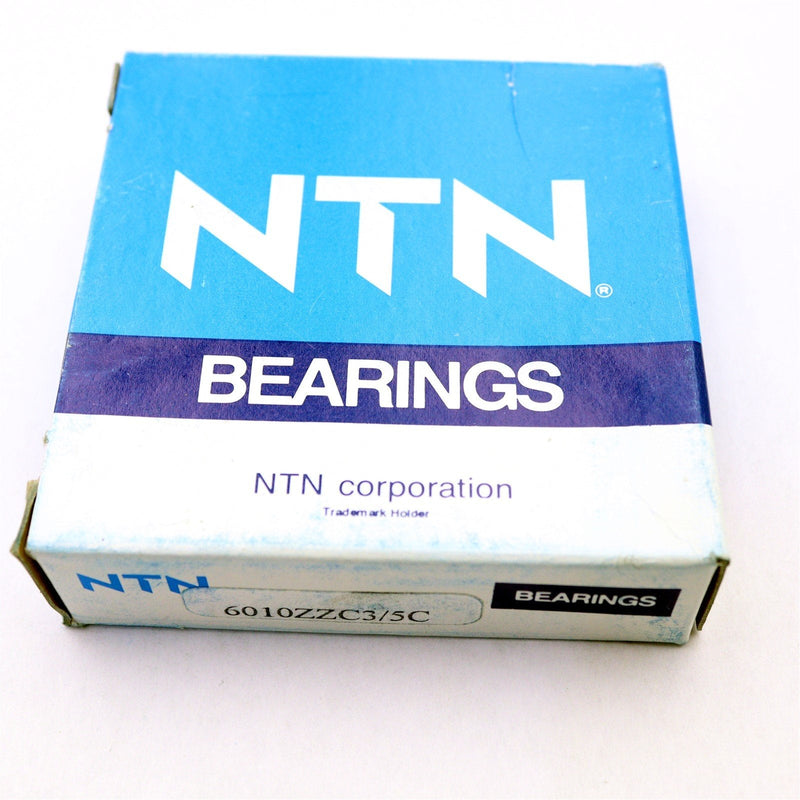 NTN®
BEARINGS
NTN corporation
Trademark Holder
NTN
6010ZZC3/5C
BEARINGS